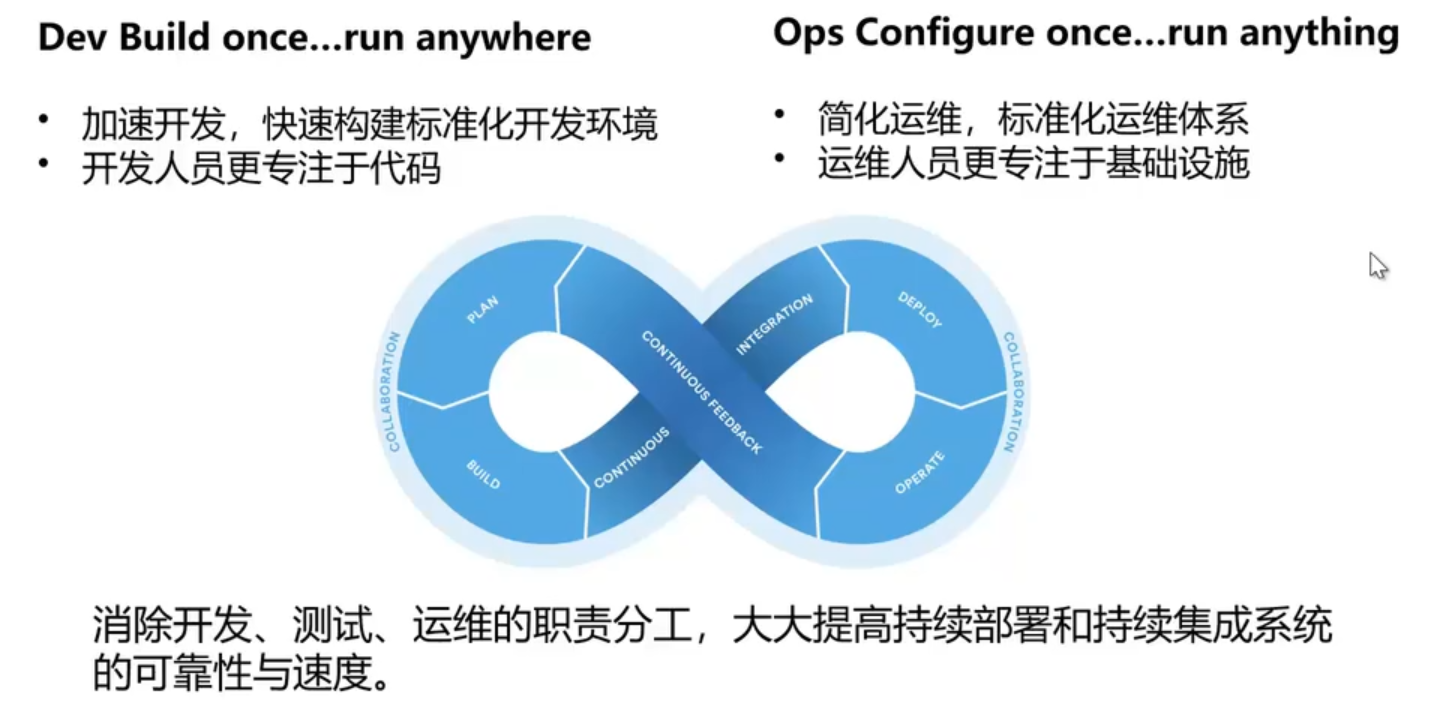 Dev Build once...run anywhere
• 加速开发，快速构建标准化开发环境
• 开发人员更专注于代码
Ops Configure once...run anything
• 简化运维，标准化运维体系
• 运维人员更专注于基础设施
COLLABORATION
PLAN
BUILD
CONTINUOUS
INTEGRATION
CONTINUOUS FEEDBACK
DEPLOY
OPERATE
COLLABORATION
消除开发、测试、运维的职责分工，大大提高持续部署和持续集成系统
的可靠性与速度。